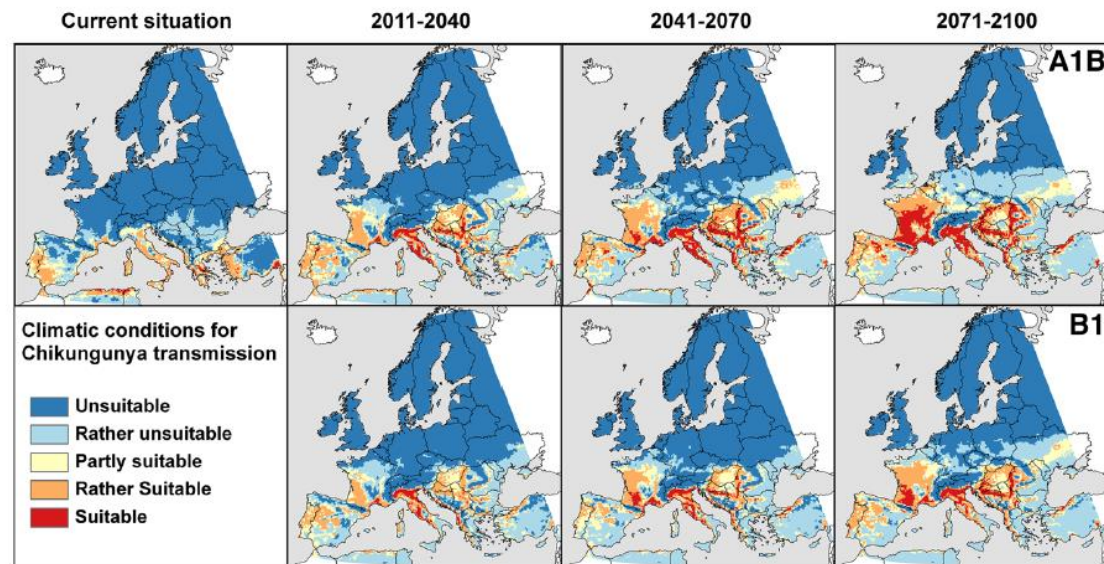 Current situation
2011-2040
2041-2070
2071-2100
A1B
Climatic conditions for
Chikungunya transmission
Unsuitable
Rather unsuitable
Partly suitable
Rather Suitable
Suitable
B1